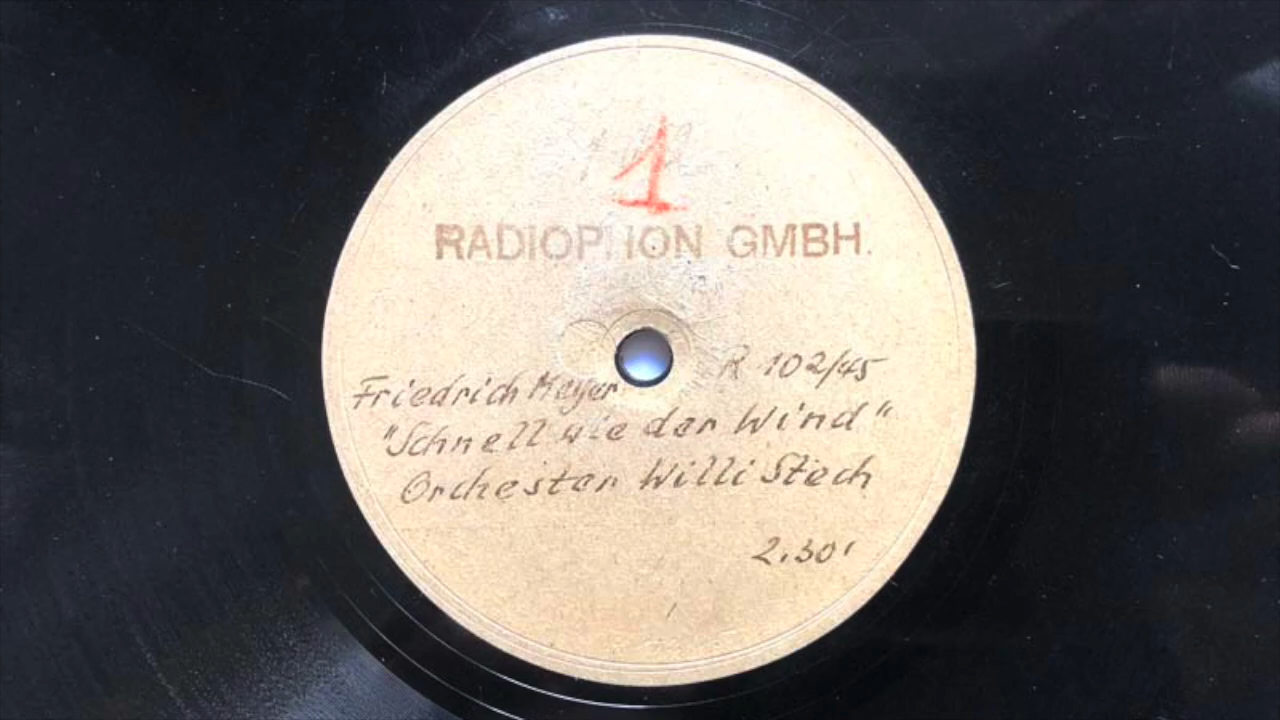 1
RADIOPHON GMBH.
R 102/45
Friedrich Meyer
"Schnell wie der Wind"
Orchester Willi Stech
2.30'